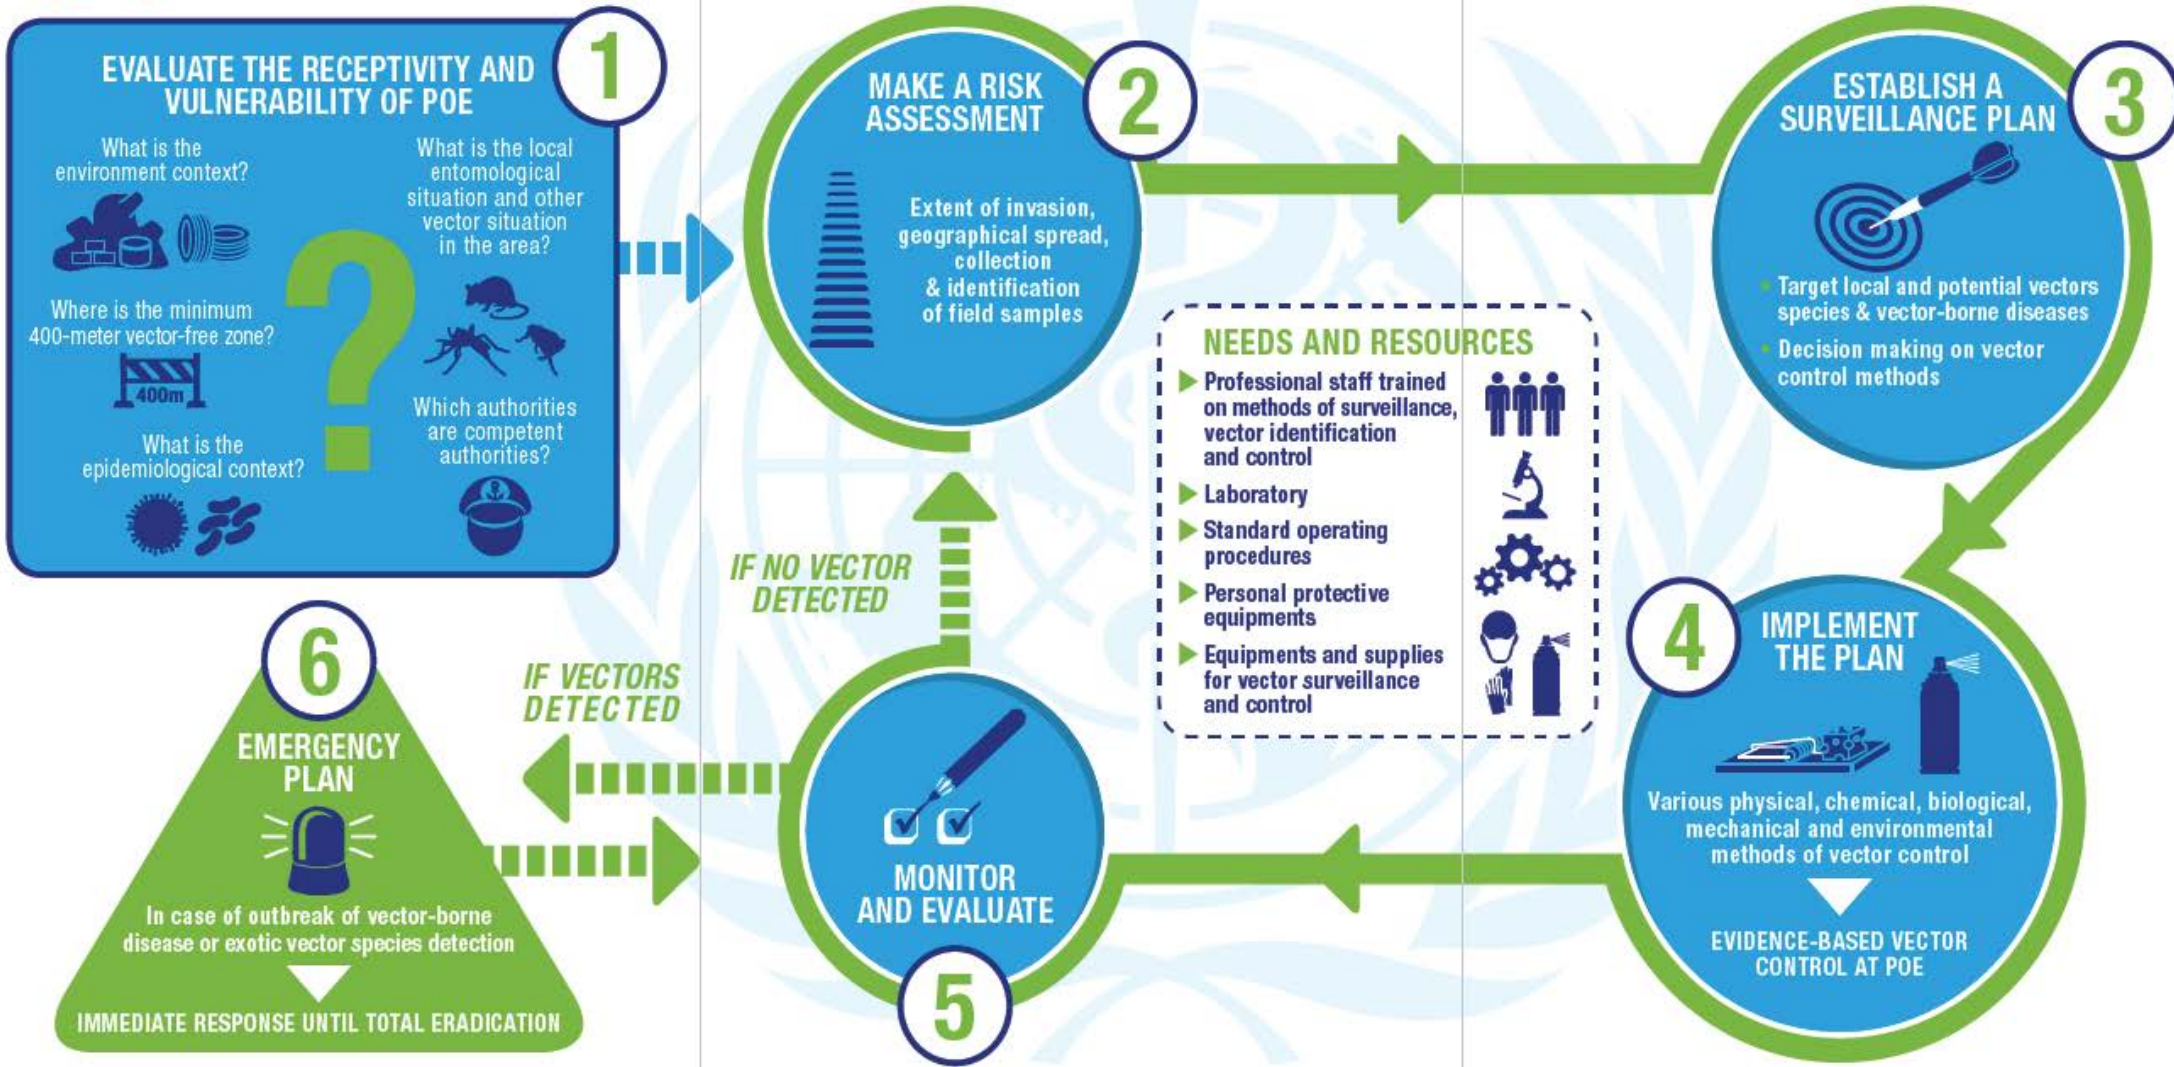 1
EVALUATE THE RECEPTIVITY AND
VULNERABILITY OF POE
What is the
environment context?
Where is the minimum
400-meter vector-free zone?
400m
What is the
epidemiological context?
?
What is the local
entomological
situation and other
vector situation
in the area?
Which authorities
are competent
authorities?
2
MAKE A RISK
ASSESSMENT
Extent of invasion,
geographical spread,
collection
& identification
of field samples
3
ESTABLISH A
SURVEILLANCE PLAN
• Target local and potential vectors
species & vector-borne diseases
• Decision making on vector
control methods
NEEDS AND RESOURCES
Professional staff trained
on methods of surveillance,
vector identification
and control
Laboratory
Standard operating
procedures
Personal protective
equipments
Equipments and supplies
for vector surveillance
and control
4
IMPLEMENT
THE PLAN
Various physical, chemical, biological,
mechanical and environmental
methods of vector control
EVIDENCE-BASED VECTOR
CONTROL AT POE
MONITOR
AND EVALUATE
5
IF NO VECTOR
DETECTED
IF VECTORS
DETECTED
6
EMERGENCY
PLAN
In case of outbreak of vector-borne
disease or exotic vector species detection
IMMEDIATE RESPONSE UNTIL TOTAL ERADICATION